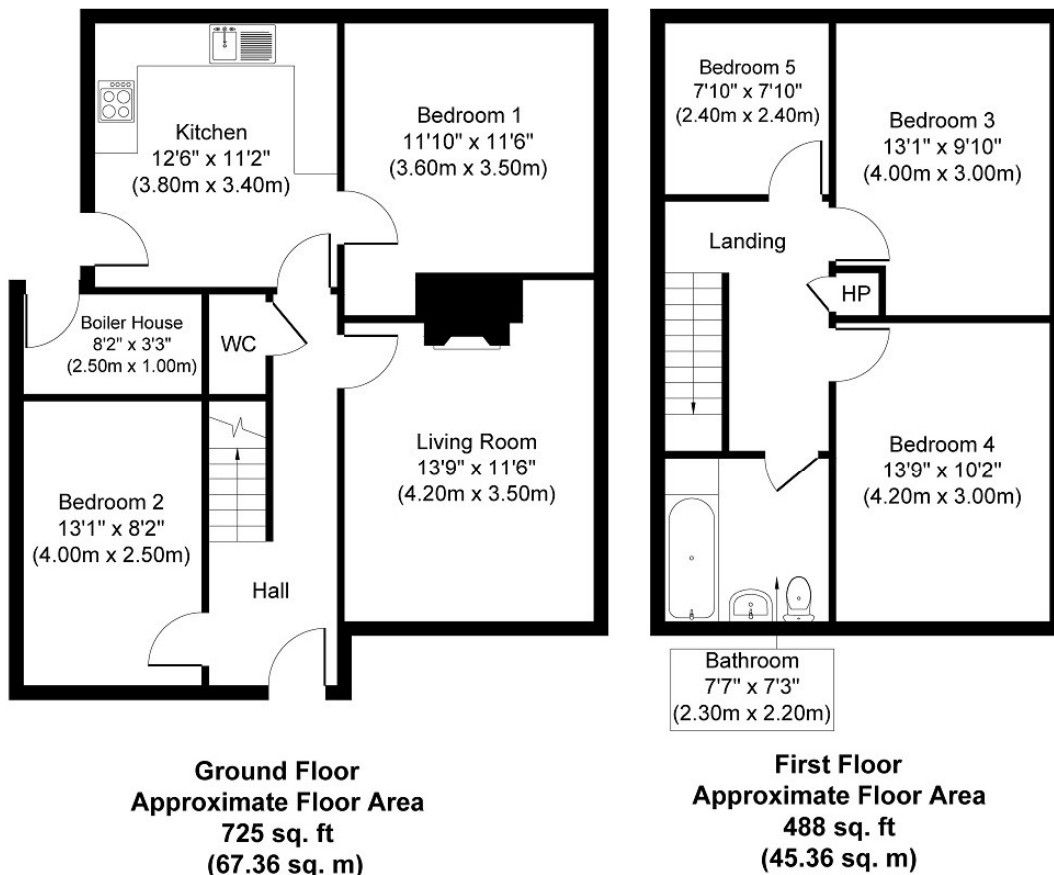 Kitchen
12'6" x 11'2"
(3.80m x 3.40m)
Bedroom 1
11'10" x 11'6"
(3.60m x 3.50m)
Boiler House
8'2" x 3'3"
(2.50m x 1.00m)
WC
Living Room
13'9" x 11'6"
(4.20m x 3.50m)
Bedroom 2
13'1" x 8'2"
(4.00m x 2.50m)
Hall
Ground Floor
Approximate Floor Area
725 sq. ft
(67.36 sq. m)
Bedroom 5
7'10" x 7'10"
(2.40m x 2.40m)
Bedroom 3
13'1" x 9'10"
(4.00m x 3.00m)
Landing
HP
Bedroom 4
13'9" x 10'2"
(4.20m x 3.00m)
Bathroom
7'7" x 7'3"
(2.30m x 2.20m)
First Floor
Approximate Floor Area
488 sq. ft
(45.36 sq. m)